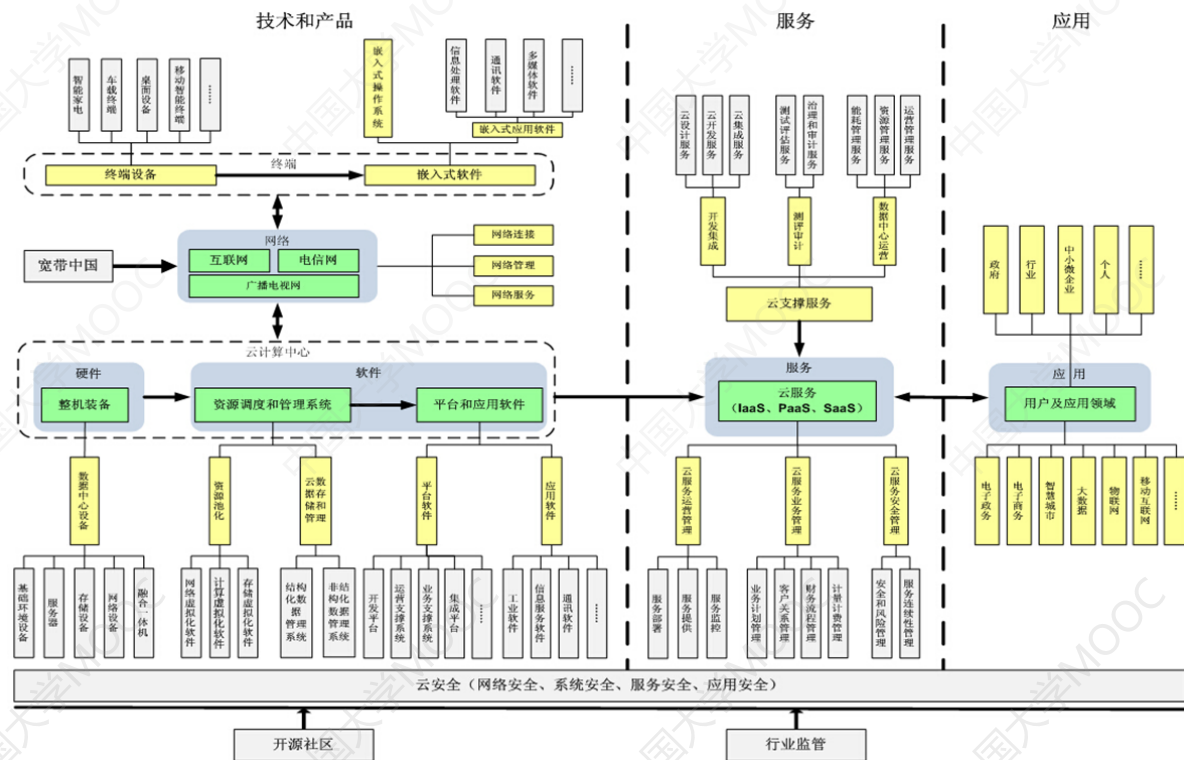 技术和产品
服务
应用
智能家电
车载终端
桌面设备
移动智能终端
……
嵌入式操作系统
信息处理软件
通讯软件
多媒体软件
……
嵌入式应用软件
终端
终端设备
嵌入式软件
宽带中国
网络
互联网
电信网
广播电视网
网络连接
网络管理
网络服务
云计算中心
硬件
整机装备
软件
资源调度和管理系统
平台和应用软件
数据中心设备
资源池化
云数据存储和管理
平台软件
应用软件
基础环境设备
服务器
存储设备
网络设备
融合一体机
网络虚拟化软件
计算虚拟化软件
存储虚拟化软件
结构化数据管理系统
非结构化数据管理系统
开发平台
运营支撑系统
业务支撑系统
集成平台
……
工业软件
信息服务软件
通讯软件
……
云设计服务
云开发服务
云集成服务
测试评估服务
治理和审计服务
能耗管理服务
资源管理服务
运营管理服务
开发集成
测评审计
数据中心运营
云支撑服务
服务
云服务
（IaaS、PaaS、SaaS）
云服务运营管理
云服务业务管理
云服务安全管理
服务部署
服务提供
服务监控
业务计划管理
客户关系管理
财务流程管理
计量计费管理
安全和风险管理
服务连续性管理
政府
行业
中小微企业
个人
……
应 用
用户及应用领域
电子政务
电子商务
智慧城市
大数据
物联网
移动互联网
……
云安全（网络安全、系统安全、服务安全、应用安全）
开源社区
行业监管
中国大学MOOC